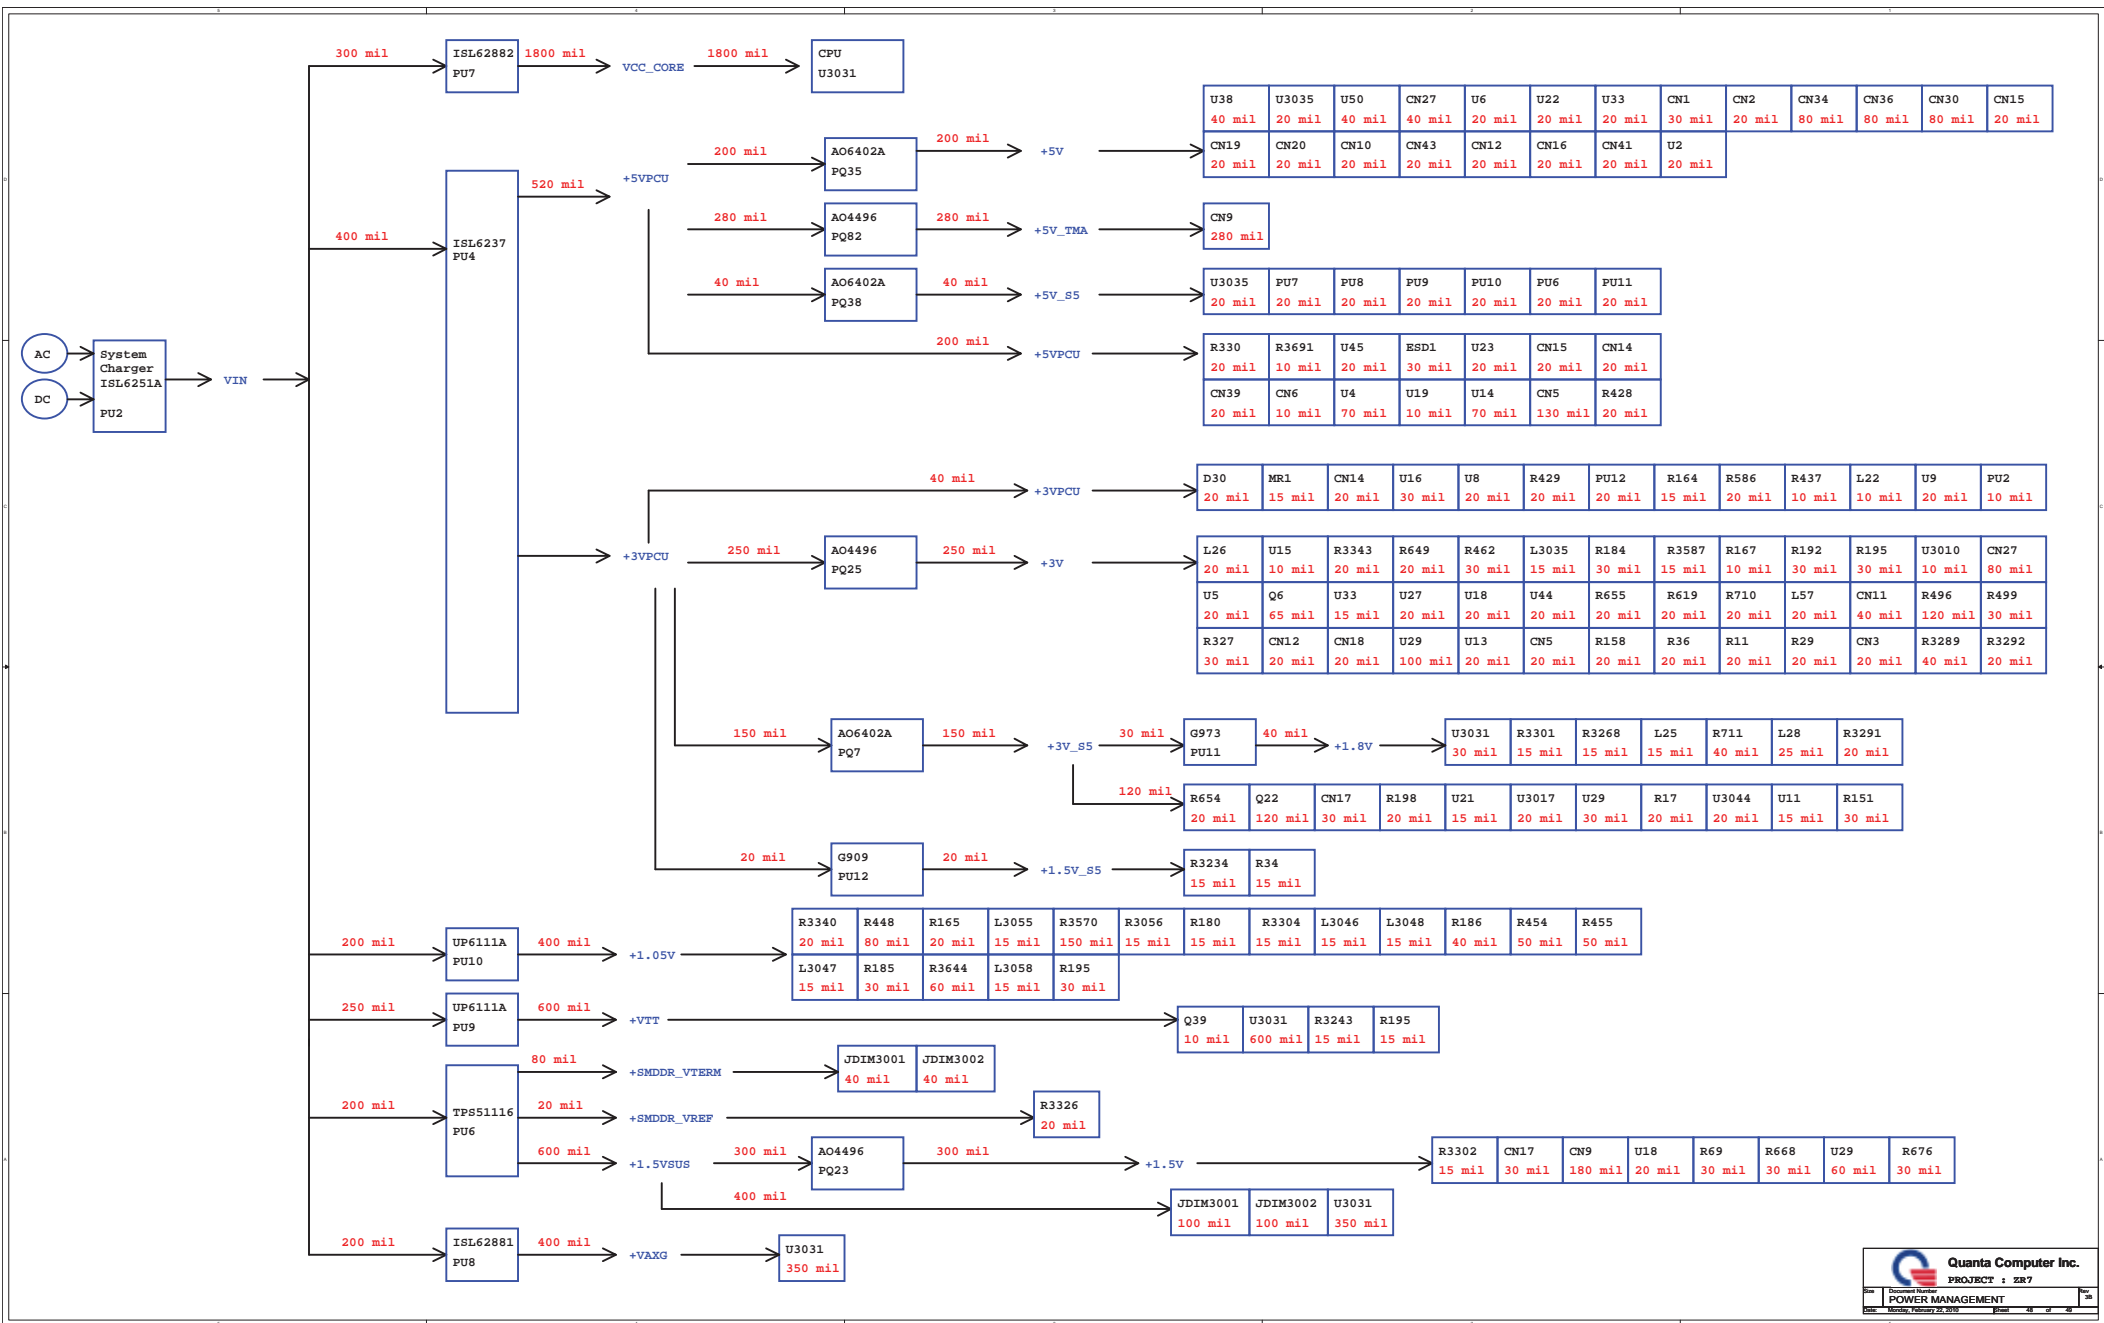 300 mil
ISL62882
PU7
1800 mil
VCC_CORE
1800 mil
CPU
U3031
U38 U3035 U50 CN27 U6 U22 U33 CN1 CN2 CN34 CN36 CN30 CN15
40 mil 20 mil 40 mil 40 mil 20 mil 20 mil 20 mil 30 mil 20 mil 80 mil 80 mil 80 mil 20 mil
CN19 CN20 CN10 CN43 CN12 CN16 CN41 U2
20 mil 20 mil 20 mil 20 mil 20 mil 20 mil 20 mil 20 mil
400 mil
ISL6237
PU4
520 mil
+5VPCU
200 mil
AO6402A
PQ35
200 mil
+5V
280 mil
AO4496
PQ82
280 mil
+5V_TMA
CN9
280 mil
40 mil
AO6402A
PQ38
40 mil
+5V_S5
U3035 PU7 PU8 PU9 PU10 PU6 PU11
20 mil 20 mil 20 mil 20 mil 20 mil 20 mil 20 mil
200 mil
+5VPCU
R330 R3691 U45 ESD1 U23 CN15 CN14
20 mil 10 mil 20 mil 30 mil 20 mil 20 mil 20 mil
CN39 CN6 U4 U19 U14 CN5 R428
20 mil 10 mil 70 mil 10 mil 70 mil 130 mil 20 mil
AC
DC
System
Charger
ISL6251A
PU2
VIN
40 mil
+3VPCU
D30 MR1 CN14 U16 U8 R429 PU12 R164 R586 R437 L22 U9 PU2
20 mil 15 mil 20 mil 30 mil 20 mil 20 mil 20 mil 15 mil 20 mil 10 mil 10 mil 20 mil 10 mil
+3VPCU
250 mil
AO4496
PQ25
250 mil
+3V
L26 U15 R3343 R649 R462 L3035 R184 R3587 R167 R192 R195 U3010 CN27
20 mil 10 mil 20 mil 20 mil 30 mil 15 mil 30 mil 15 mil 10 mil 30 mil 30 mil 10 mil 80 mil
U5 Q6 U33 U27 U18 U44 R655 R619 R710 L57 CN11 R496 R499
20 mil 65 mil 15 mil 20 mil 20 mil 20 mil 20 mil 20 mil 20 mil 20 mil 40 mil 120 mil 30 mil
R327 CN12 CN18 U29 U13 CN5 R158 R36 R11 R29 CN3 R3289 R3292
30 mil 20 mil 20 mil 100 mil 20 mil 20 mil 20 mil 20 mil 20 mil 20 mil 20 mil 40 mil 20 mil
150 mil
AO6402A
PQ7
150 mil
+3V_S5
30 mil
G973
PU11
40 mil
+1.8V
U3031 R3301 R3268 L25 R711 L28 R3291
30 mil 15 mil 15 mil 15 mil 40 mil 25 mil 20 mil
120 mil
R654 Q22 CN17 R198 U21 U3017 U29 R17 U3044 U11 R151
20 mil 120 mil 30 mil 20 mil 15 mil 20 mil 30 mil 20 mil 20 mil 15 mil 30 mil
20 mil
G909
PU12
20 mil
+1.5V_S5
R3234 R34
15 mil 15 mil
200 mil
UP6111A
PU10
400 mil
+1.05V
R3340 R448 R165 L3055 R3570 R3056 R180 R3304 L3046 L3048 R186 R454 R455
20 mil 80 mil 20 mil 15 mil 150 mil 15 mil 15 mil 15 mil 15 mil 15 mil 40 mil 50 mil 50 mil
L3047 R185 R3644 L3058 R195
15 mil 30 mil 60 mil 15 mil 30 mil
250 mil
UP6111A
PU9
600 mil
+VTT
Q39 U3031 R3243 R195
10 mil 600 mil 15 mil 15 mil
200 mil
TPS51116
PU6
80 mil
+SMDDR_VTERM
JDIM3001 JDIM3002
40 mil 40 mil
20 mil
+SMDDR_VREF
R3326
20 mil
600 mil
+1.5VSUS
300 mil
AO4496
PQ23
300 mil
+1.5V
R3302 CN17 CN9 U18 R69 R668 U29 R676
15 mil 30 mil 180 mil 20 mil 30 mil 30 mil 60 mil 30 mil
400 mil
JDIM3001 JDIM3002 U3031
100 mil 100 mil 350 mil
200 mil
ISL62881
PU8
400 mil
+VAXG
U3031
350 mil
Quanta Computer Inc.
PROJECT : ZR7
Size Document Number Rev
POWER MANAGEMENT 3B
Date: Monday, February 22, 2010 Sheet 48 of 49